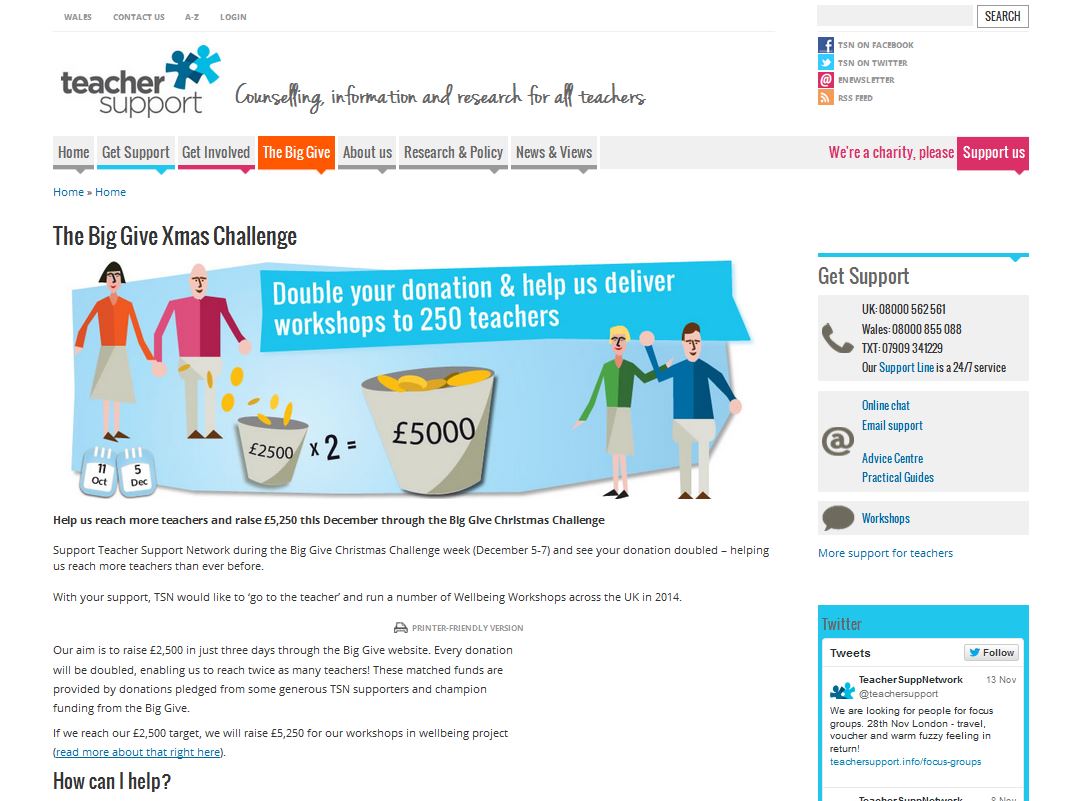 WALES CONTACT US A-Z LOGIN
SEARCH
TSN ON FACEBOOK
TSN ON TWITTER
ENEWSLETTER
RSS FEED
teacher
support
Counselling, information and research for all teachers
Home Get Support Get Involved The Big Give About us Research & Policy News & Views
We're a charity, please Support us
Home » Home
The Big Give Xmas Challenge
Double your donation & help us deliver
workshops to 250 teachers
£2500 x 2 = £5000
11 Oct
5 Dec
Help us reach more teachers and raise £5,250 this December through the Big Give Christmas Challenge
Support Teacher Support Network during the Big Give Christmas Challenge week (December 5-7) and see your donation doubled – helping
us reach more teachers than ever before.
With your support, TSN would like to ‘go to the teacher’ and run a number of Wellbeing Workshops across the UK in 2014.
PRINTER-FRIENDLY VERSION
Our aim is to raise £2,500 in just three days through the Big Give website. Every donation
will be doubled, enabling us to reach twice as many teachers! These matched funds are
provided by donations pledged from some generous TSN supporters and champion
funding from the Big Give.
If we reach our £2,500 target, we will raise £5,250 for our workshops in wellbeing project
(read more about that right here).
How can I help?
Get Support
UK: 08000 562 561
Wales: 08000 855 088
TXT: 07909 341229
Our Support Line is a 24/7 service
Online chat
Email support
Advice Centre
Practical Guides
Workshops
More support for teachers
Twitter
Tweets Follow
TeacherSuppNetwork 13 Nov
@teachersupport
We are looking for people for focus
groups. 28th Nov London - travel,
voucher and warm fuzzy feeling in
return!
teachersupport.info/focus-groups
TeacherSuppNetwork 8 Nov